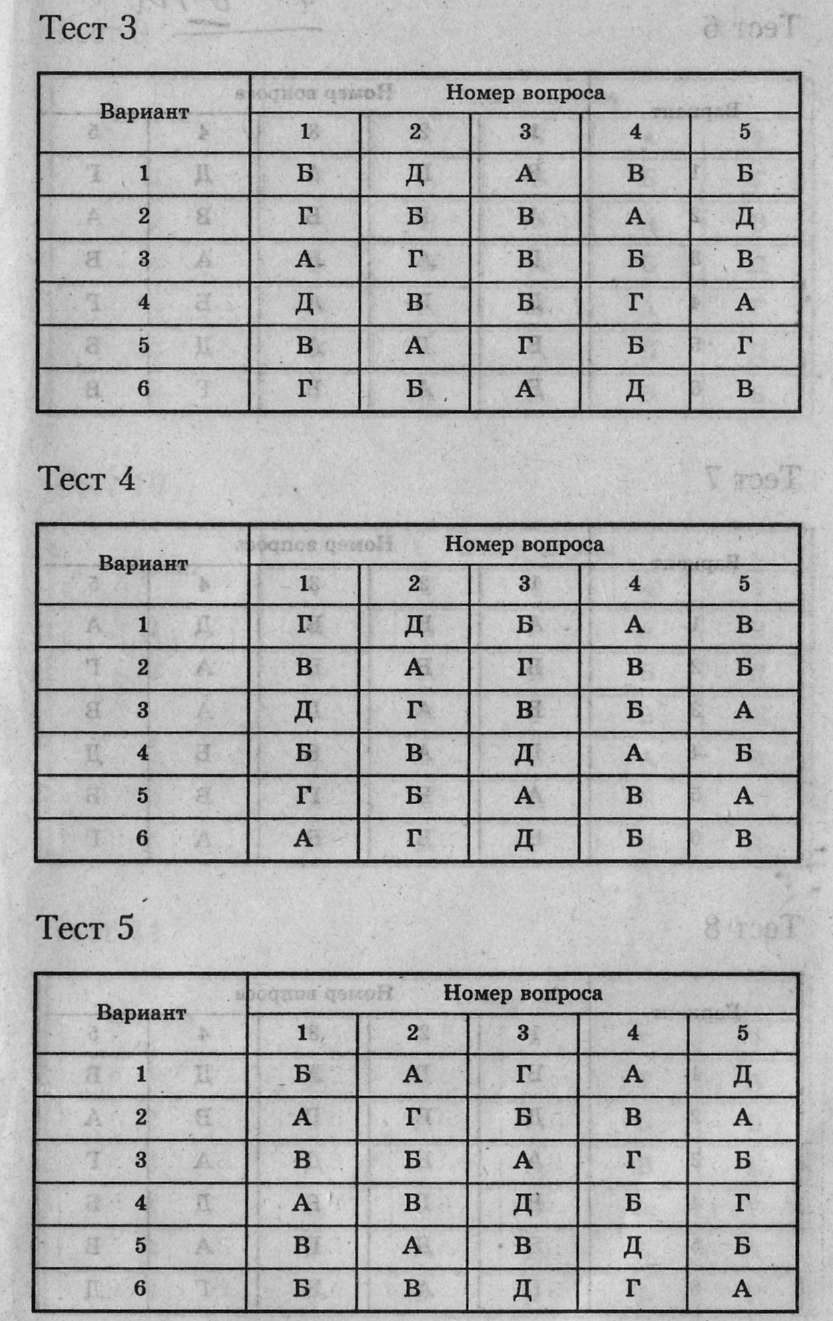 Тест 3
Вариант Номер вопроса
1 2 3 4 5
1 Б Д А В Б
2 Г Б В А Д
3 А Г В Б В
4 Д В Б Г А
5 В А Г Б Г
6 Г Б А Д В
Тест 4
Вариант Номер вопроса
1 2 3 4 5
1 Г Д Б А В
2 В А Г В Б
3 Д Г В Б А
4 Б В Д А Б
5 Г Б А В А
6 А Г Д Б В
Тест 5
Вариант Номер вопроса
1 2 3 4 5
1 Б А Г А Д
2 А Г Б В А
3 В Б А Г Б
4 А В Д Б Г
5 В А В Д Б
6 Б В Д Г А